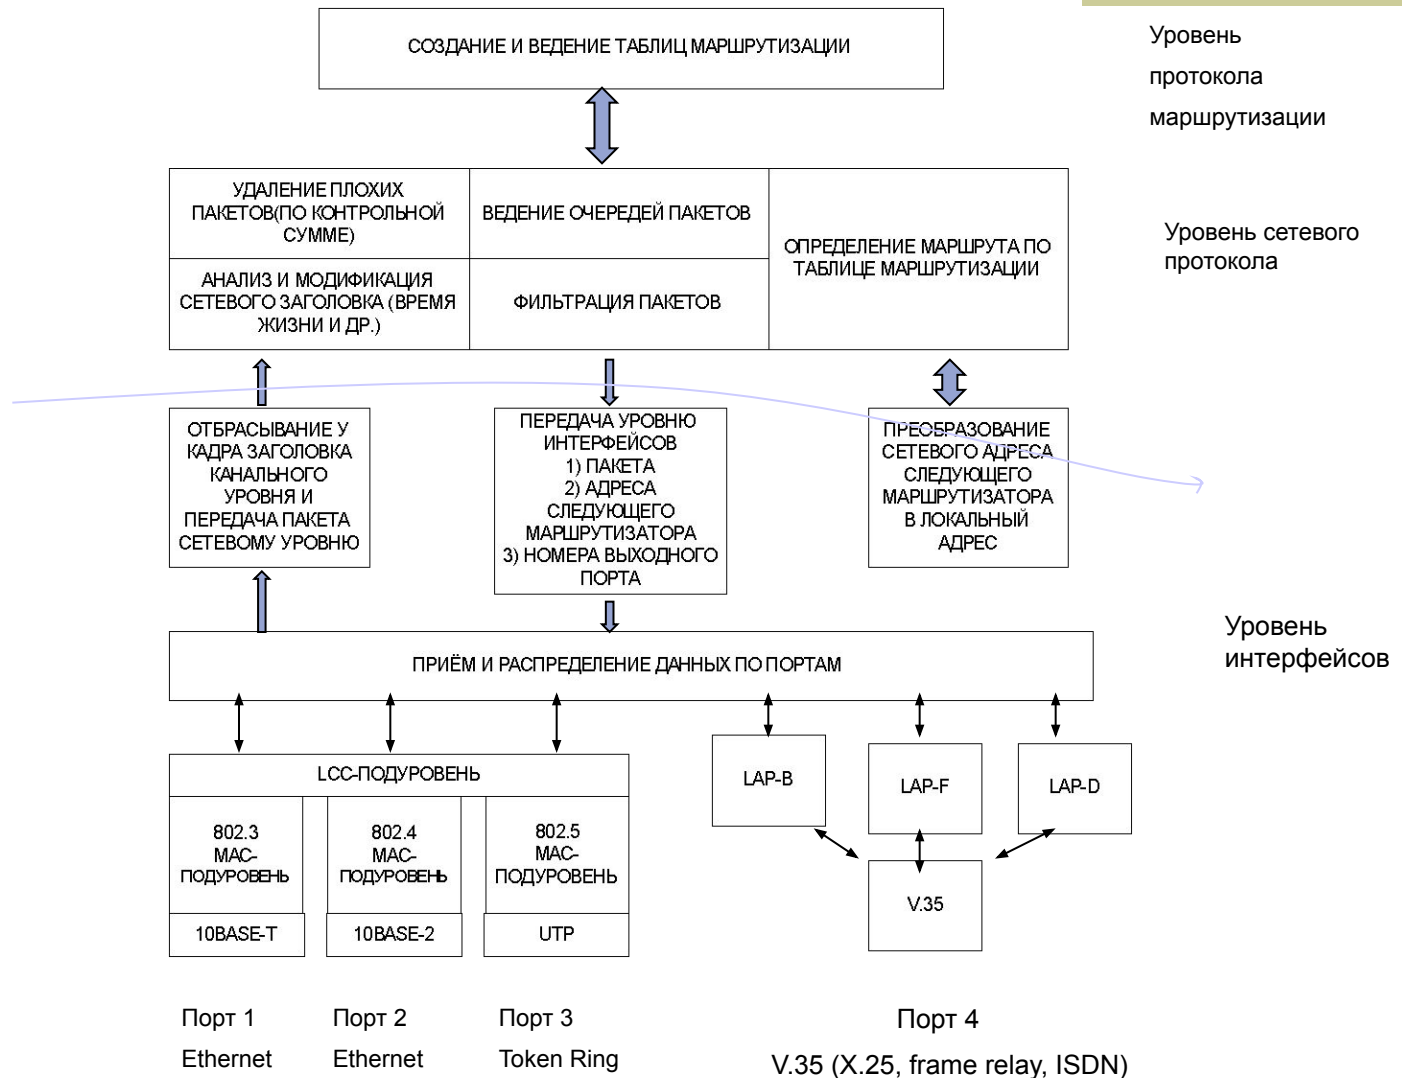 СОЗДАНИЕ И ВЕДЕНИЕ ТАБЛИЦ МАРШРУТИЗАЦИИ
Уровень
протокола
маршрутизации
УДАЛЕНИЕ ПЛОХИХ
ПАКЕТОВ(ПО КОНТРОЛЬНОЙ
СУММЕ)
ВЕДЕНИЕ ОЧЕРЕДЕЙ ПАКЕТОВ
ОПРЕДЕЛЕНИЕ МАРШРУТА ПО
ТАБЛИЦЕ МАРШРУТИЗАЦИИ
АНАЛИЗ И МОДИФИКАЦИЯ
СЕТЕВОГО ЗАГОЛОВКА (ВРЕМЯ
ЖИЗНИ И ДР.)
ФИЛЬТРАЦИЯ ПАКЕТОВ
Уровень сетевого
протокола
ОТБРАСЫВАНИЕ У
КАДРА ЗАГОЛОВКА
КАНАЛЬНОГО
УРОВНЯ И
ПЕРЕДАЧА ПАКЕТА
СЕТЕВОМУ УРОВНЮ
ПЕРЕДАЧА УРОВНЮ
ИНТЕРФЕЙСОВ
1) ПАКЕТА
2) АДРЕСА
СЛЕДУЮЩЕГО
МАРШРУТИЗАТОРА
3) НОМЕРА ВЫХОДНОГО
ПОРТА
ПРЕОБРАЗОВАНИЕ
СЕТЕВОГО АДРЕСА
СЛЕДУЮЩЕГО
МАРШРУТИЗАТОРА
В ЛОКАЛЬНЫЙ
АДРЕС
Уровень
интерфейсов
ПРИЁМ И РАСПРЕДЕЛЕНИЕ ДАННЫХ ПО ПОРТАМ
LCC-ПОДУРОВЕНЬ
802.3
МАС-
ПОДУРОВЕНЬ
802.4
МАС-
ПОДУРОВЕНЬ
802.5
МАС-
ПОДУРОВЕНЬ
10BASE-T
10BASE-2
UTP
LAP-B
LAP-F
LAP-D
V.35
Порт 1
Ethernet
Порт 2
Ethernet
Порт 3
Token Ring
Порт 4
V.35 (X.25, frame relay, ISDN)